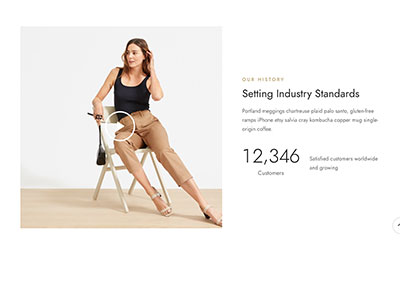 OUR HISTORY
Setting Industry Standards
Portland meggings chartreuse plaid palo santo, gluten-free
ramps iPhone etsy salvia cray kombucha copper mug single-
origin coffee.
12,346
Customers
Satisfied customers worldwide
and growing